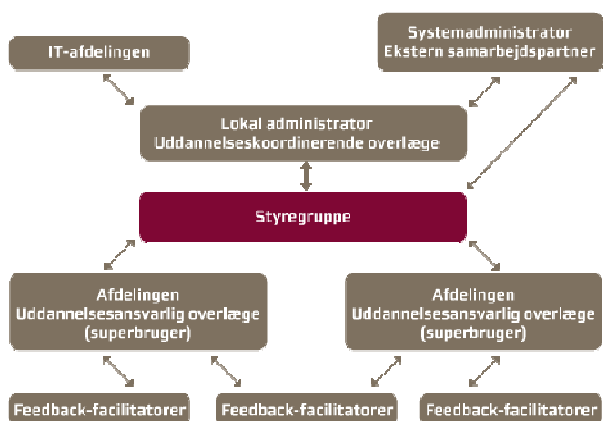 IT-afdelingen
Systemadministrator
Ekstern samarbejdspartner
Lokal administrator
Uddannelseskoordinerende overlæge
Styregruppe
Afdelingen
Uddannelsesansvarlig overlæge
(superbruger)
Afdelingen
Uddannelsesansvarlig overlæge
(superbruger)
Feedback-facilitatorer
Feedback-facilitatorer
Feedback-facilitatorer